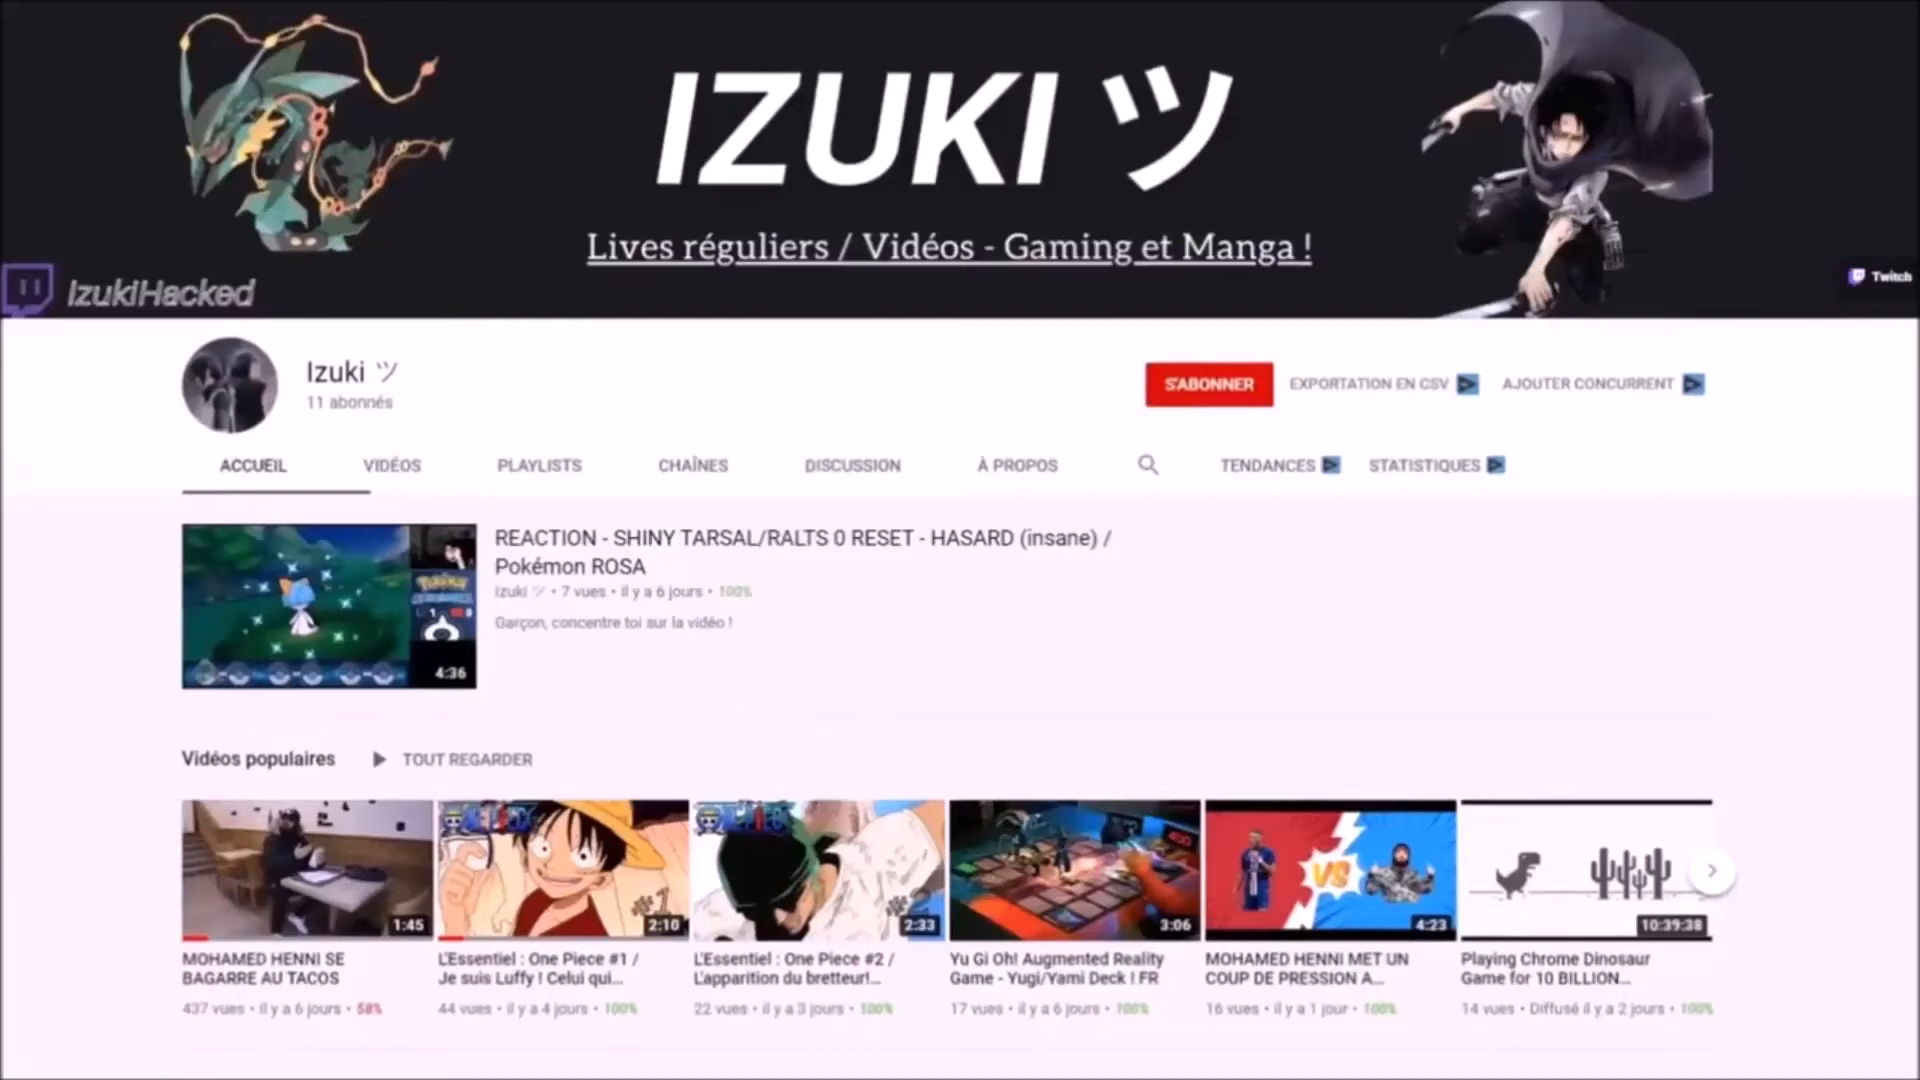 IZUKI ツ
Lives réguliers / Vidéos - Gaming et Manga !
IzukiHacked
Twitch
Izuki ツ
11 abonnés
S'ABONNER
EXPORTATION EN CSV
AJOUTER CONCURRENT
ACCUEIL
VIDÉOS
PLAYLISTS
CHAÎNES
DISCUSSION
À PROPOS
TENDANCES
STATISTIQUES
4:36
REACTION - SHINY TARSAL/RALTS 0 RESET - HASARD (insane) /
Pokémon ROSA
Izuki ツ • 7 vues • il y a 6 jours • 100%
Garçon, concentre toi sur la vidéo !
Vidéos populaires
TOUT REGARDER
1:45
ONE PIECE
#1
2:10
ONE PIECE
#2
2:33
3:06
VS
4:23
10:39:38
MOHAMED HENNI SE
BAGARRE AU TACOS
437 vues • il y a 6 jours • 58%
L'Essentiel : One Piece #1 /
Je suis Luffy ! Celui qui...
44 vues • il y a 4 jours • 100%
L'Essentiel : One Piece #2 /
L'apparition du bretteur!...
22 vues • il y a 3 jours • 100%
Yu Gi Oh! Augmented Reality
Game - Yugi/Yami Deck ! FR
17 vues • il y a 6 jours • 100%
MOHAMED HENNI MET UN
COUP DE PRESSION A...
16 vues • il y a 1 jour • 100%
Playing Chrome Dinosaur
Game for 10 BILLION...
14 vues • Diffusé il y a 2 jours • 100%